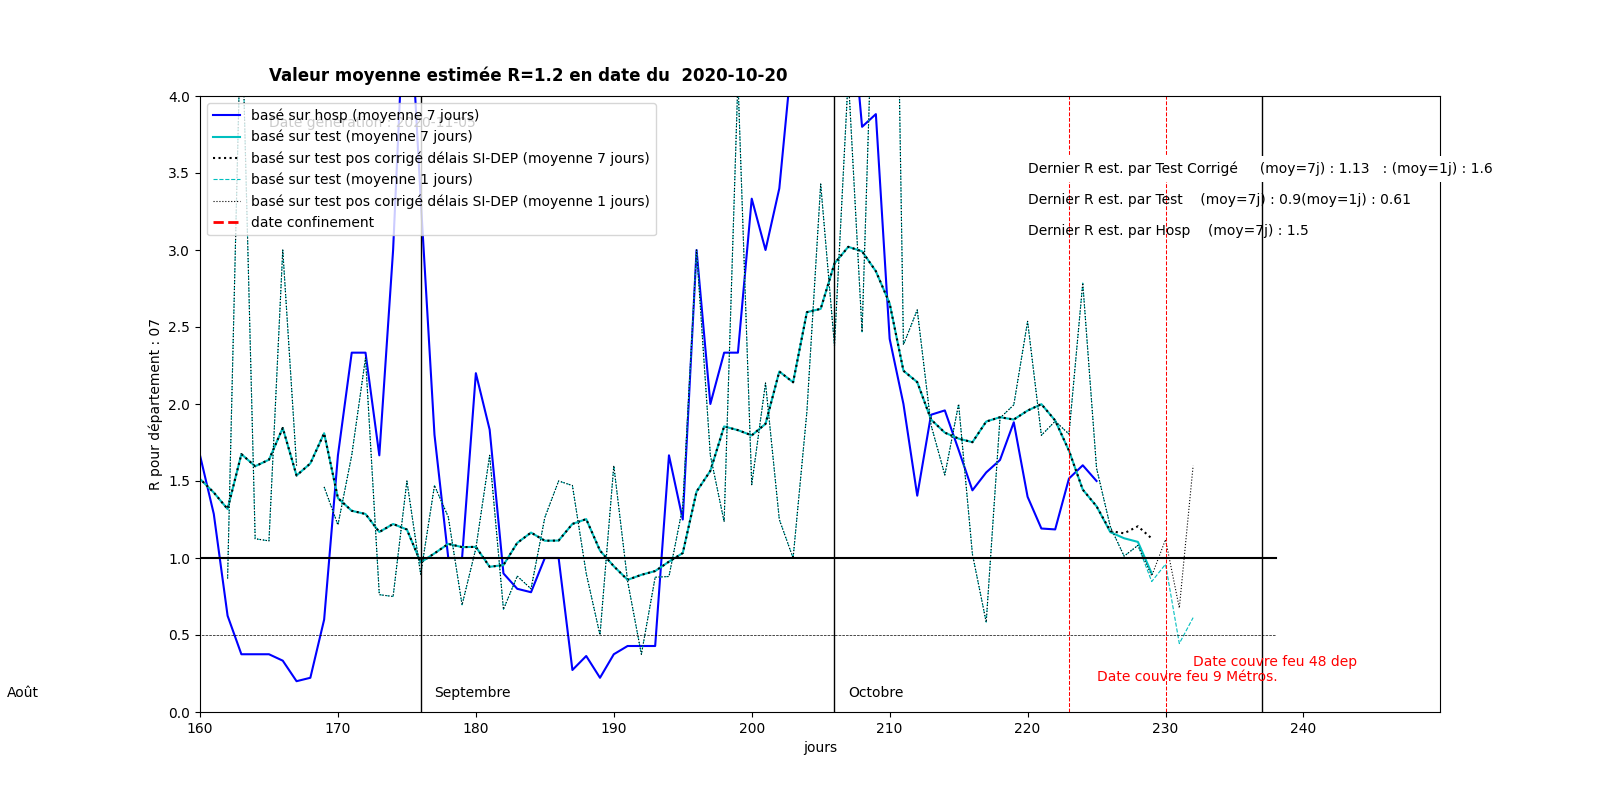 Valeur moyenne estimée R=1.2 en date du  2020-10-20
basé sur hosp (moyenne 7 jours)
Date génération : 2020-11-05
basé sur test (moyenne 7 jours)
basé sur test pos corrigé délais SI-DEP (moyenne 7 jours)
basé sur test (moyenne 1 jours)
basé sur test pos corrigé délais SI-DEP (moyenne 1 jours)
date confinement
Dernier R est. par Test Corrigé     (moy=7j) : 1.13   : (moy=1j) : 1.6
Dernier R est. par Test    (moy=7j) : 0.9(moy=1j) : 0.61
Dernier R est. par Hosp    (moy=7j) : 1.5
4.0
3.5
3.0
2.5
2.0
1.5
1.0
0.5
0.0
R pour département : 07
Date couvre feu 48 dep
Date couvre feu 9 Métros.
Août
Septembre
Octobre
160 170 180 190 200 210 220 230 240
jours